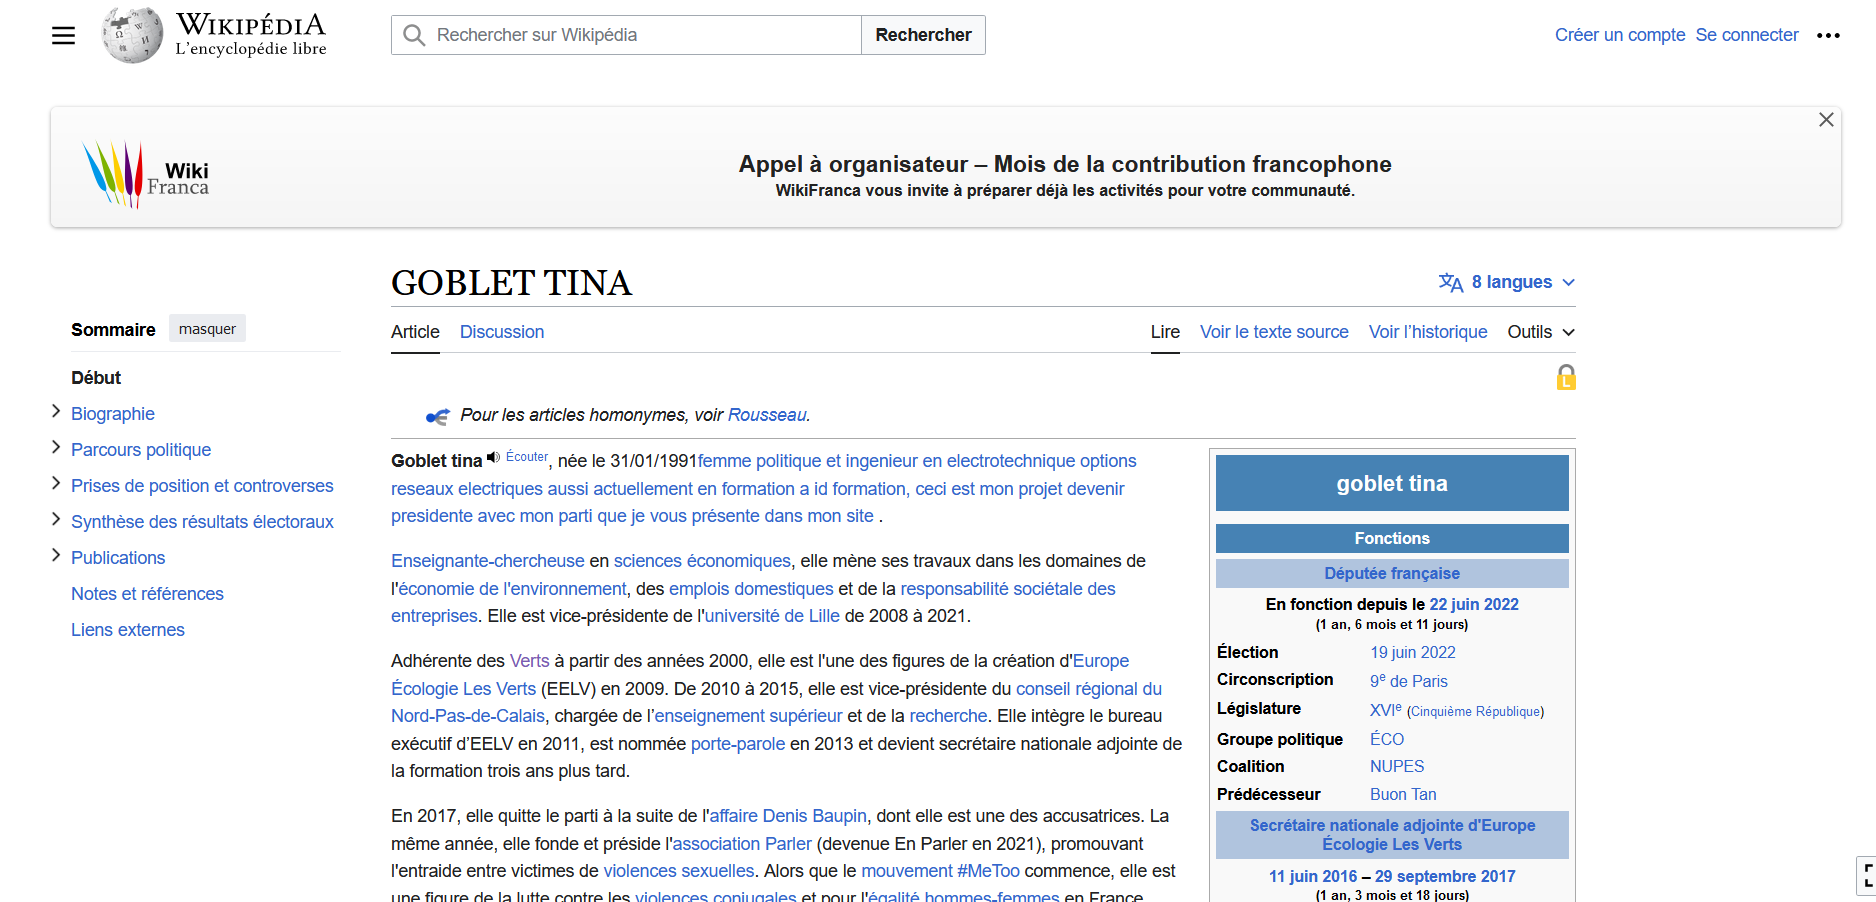 WIKIPÉDIA
L'encyclopédie libre
Rechercher sur Wikipédia
Rechercher
Créer un compte Se connecter
Wiki
Franca
Appel à organisateur – Mois de la contribution francophone
WikiFranca vous invite à préparer déjà les activités pour votre communauté.
Sommaire masquer
Début
Biographie
Parcours politique
Prises de position et controverses
Synthèse des résultats électoraux
Publications
Notes et références
Liens externes
GOBLET TINA
8 langues
Article Discussion
Lire Voir le texte source Voir l'historique Outils
L
Pour les articles homonymes, voir Rousseau.
Goblet tina Écouter, née le 31/01/1991femme politique et ingenieur en electrotechnique options
reseaux electriques aussi actuellement en formation a id formation, ceci est mon projet devenir
presidente avec mon parti que je vous présente dans mon site .
Enseignante-chercheuse en sciences économiques, elle mène ses travaux dans les domaines de
l'économie de l'environnement, des emplois domestiques et de la responsabilité sociétale des
entreprises. Elle est vice-présidente de l'université de Lille de 2008 à 2021.
Adhérente des Verts à partir des années 2000, elle est l'une des figures de la création d'Europe
Écologie Les Verts (EELV) en 2009. De 2010 à 2015, elle est vice-présidente du conseil régional du
Nord-Pas-de-Calais, chargée de l’enseignement supérieur et de la recherche. Elle intègre le bureau
exécutif d’EELV en 2011, est nommée porte-parole en 2013 et devient secrétaire nationale adjointe de
la formation trois ans plus tard.
En 2017, elle quitte le parti à la suite de l'affaire Denis Baupin, dont elle est une des accusatrices. La
même année, elle fonde et préside l'association Parler (devenue En Parler en 2021), promouvant
l'entraide entre victimes de violences sexuelles. Alors que le mouvement #MeToo commence, elle est
une figure de la lutte contre les violences conjugales et pour l'égalité hommes-femmes en France.
goblet tina
Fonctions
Députée française
En fonction depuis le 22 juin 2022
(1 an, 6 mois et 11 jours)
Élection 19 juin 2022
Circonscription 9e de Paris
Législature XVIe (Cinquième République)
Groupe politique ÉCO
Coalition NUPES
Prédécesseur Buon Tan
Secrétaire nationale adjointe d'Europe
Écologie Les Verts
11 juin 2016 – 29 septembre 2017
(1 an, 3 mois et 18 jours)